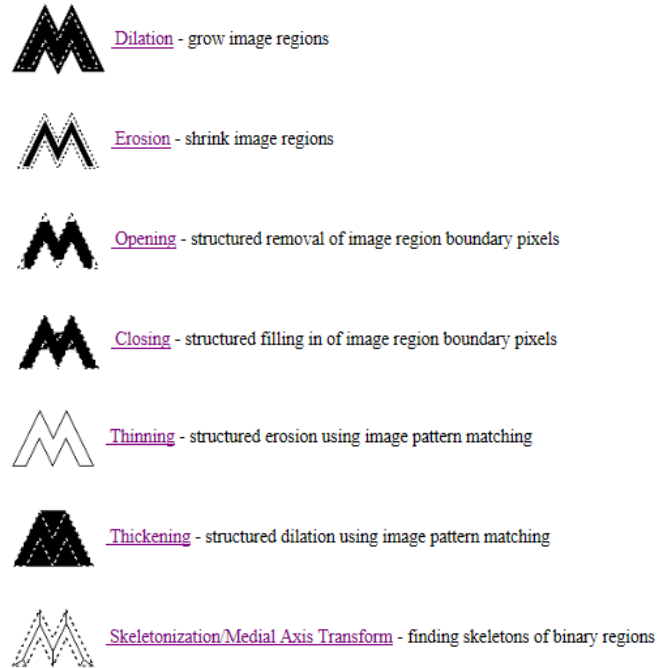 Dilation - grow image regions
Erosion - shrink image regions
Opening - structured removal of image region boundary pixels
Closing - structured filling in of image region boundary pixels
Thinning - structured erosion using image pattern matching
Thickening - structured dilation using image pattern matching
Skeletonization/Medial Axis Transform - finding skeletons of binary regions